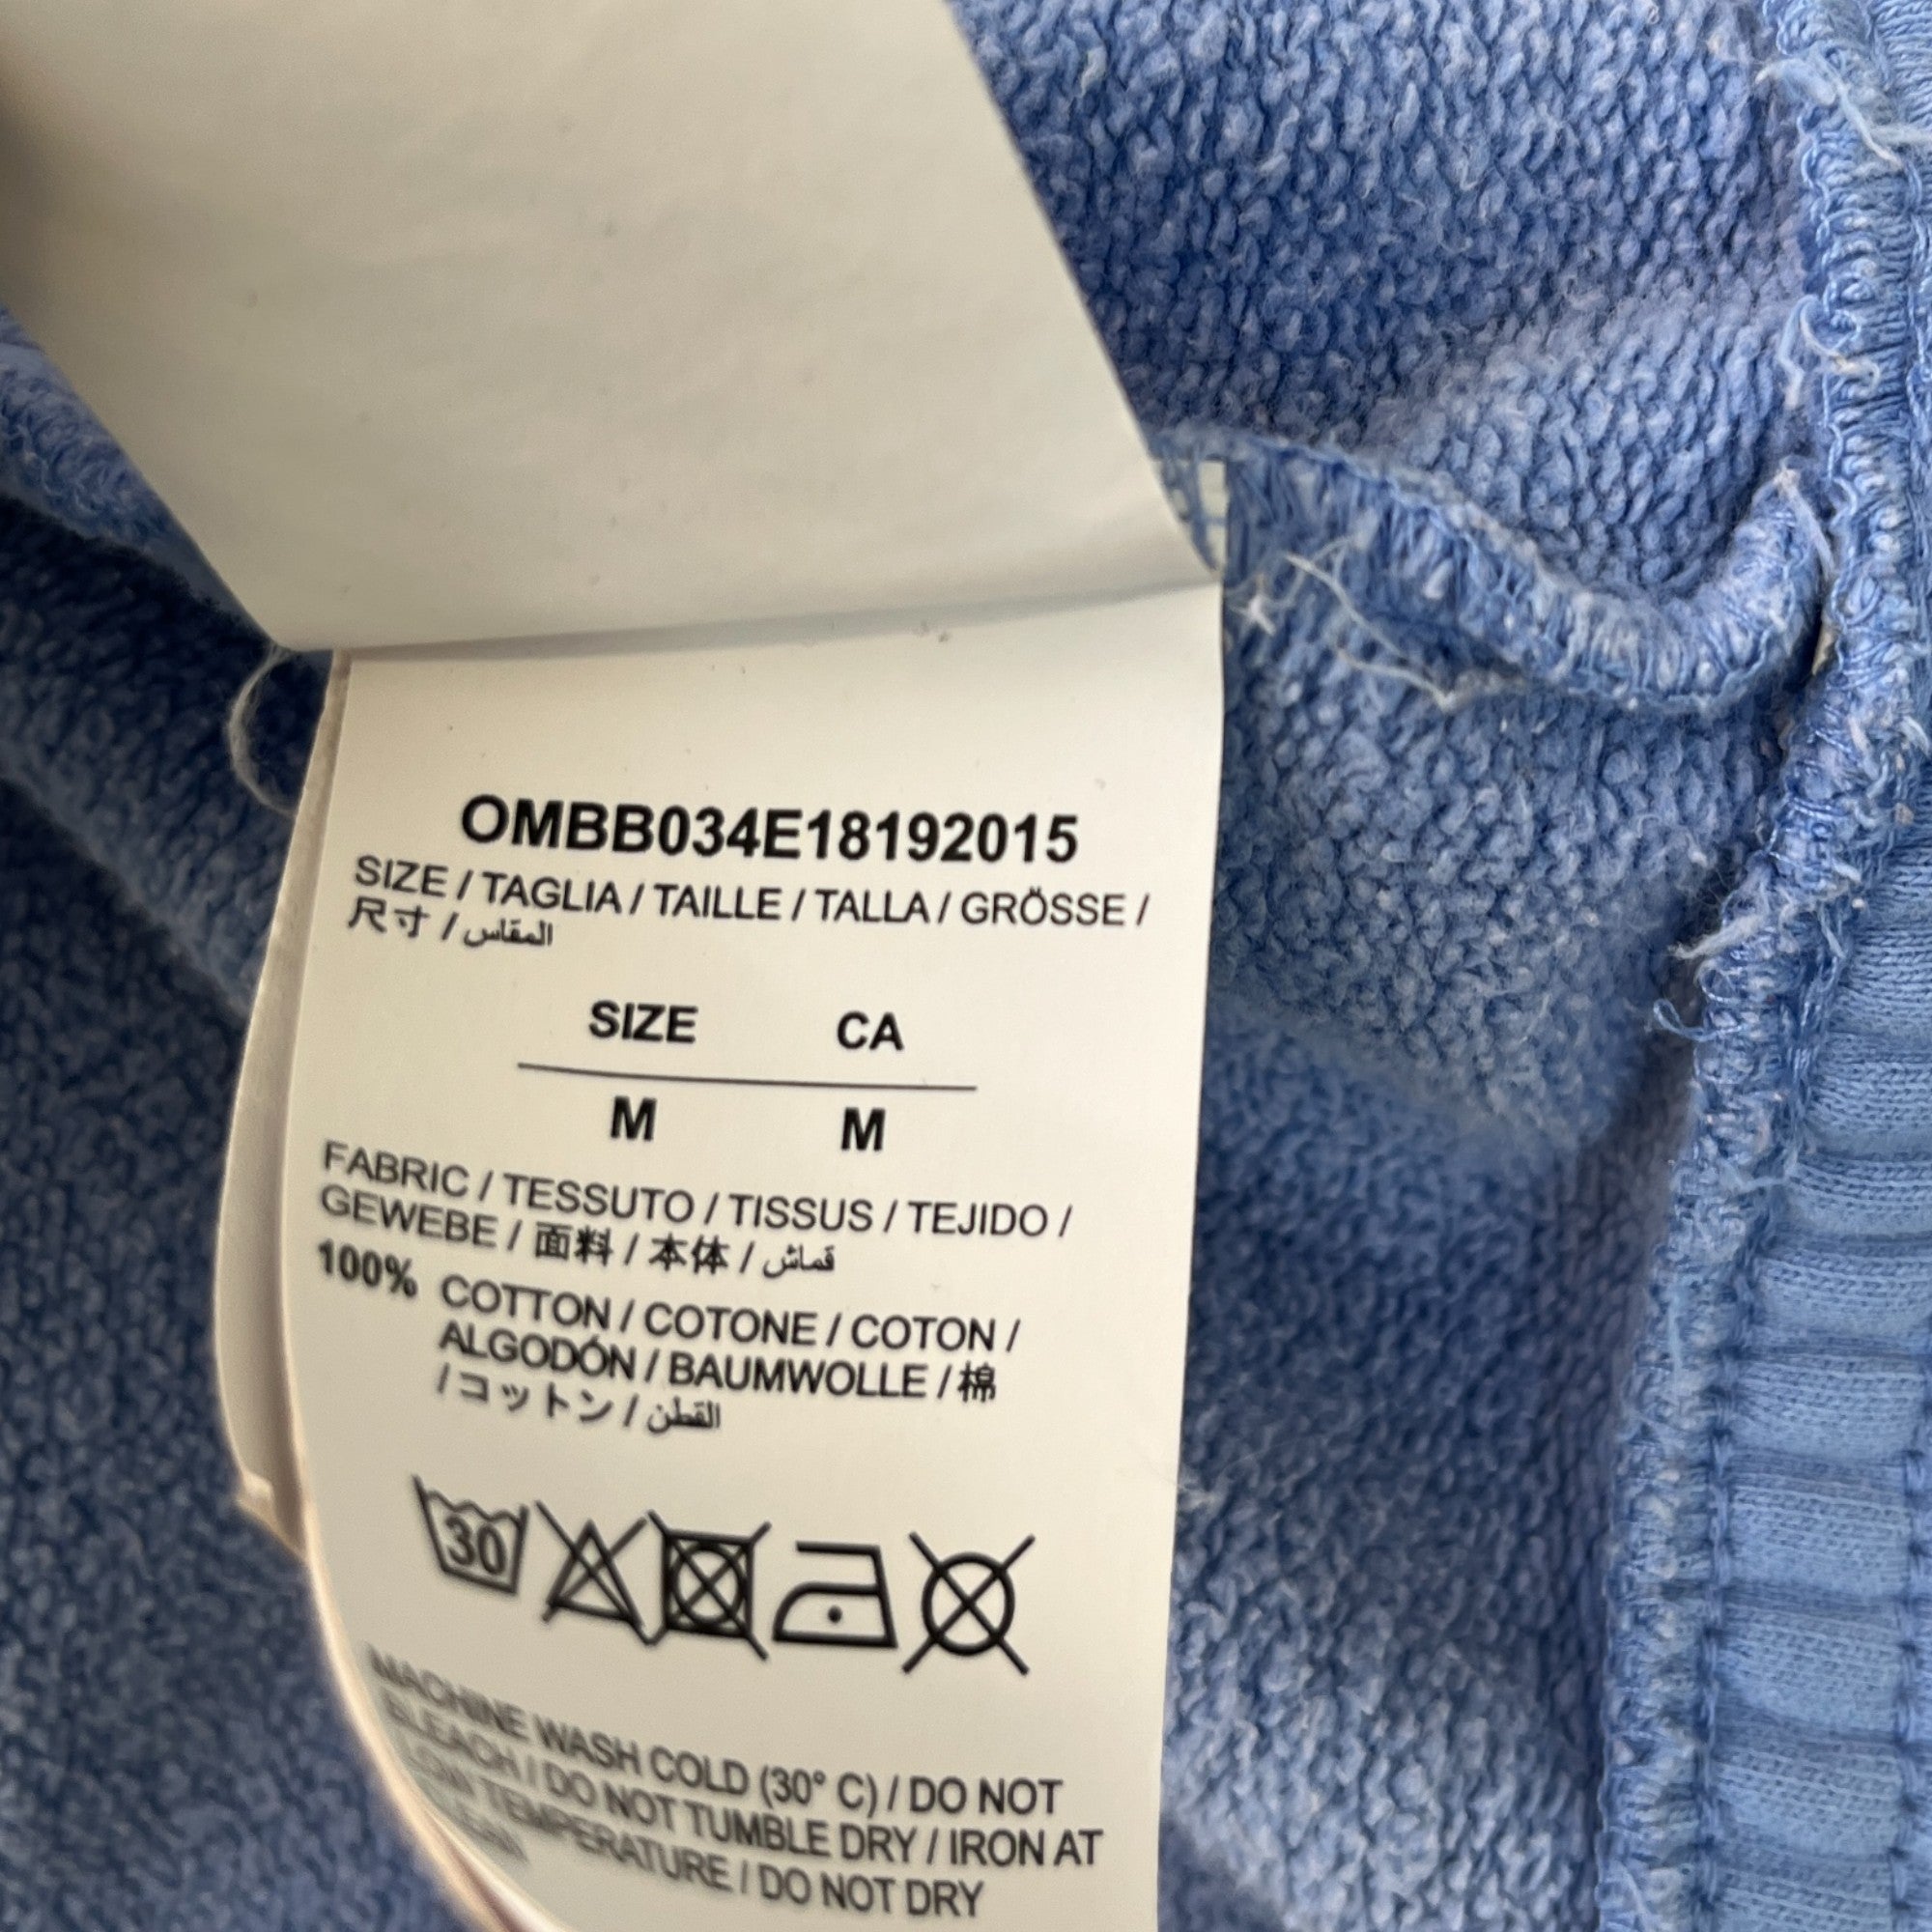 OMBB034E18192015
SIZE / TAGLIA / TAILLE / TALLA / GRÖSSE /
尺寸 / المقاس
SIZE CA
M M
FABRIC / TESSUTO / TISSUS / TEJIDO /
GEWEBE / 面料 / 本体 / قماش
100% COTTON / COTONE / COTON /
ALGODÓN / BAUMWOLLE / 棉
/ コットン / القطن
30
MACHINE WASH COLD (30° C) / DO NOT
BLEACH / DO NOT TUMBLE DRY / IRON AT
LOW TEMPERATURE / DO NOT DRY
CLEAN